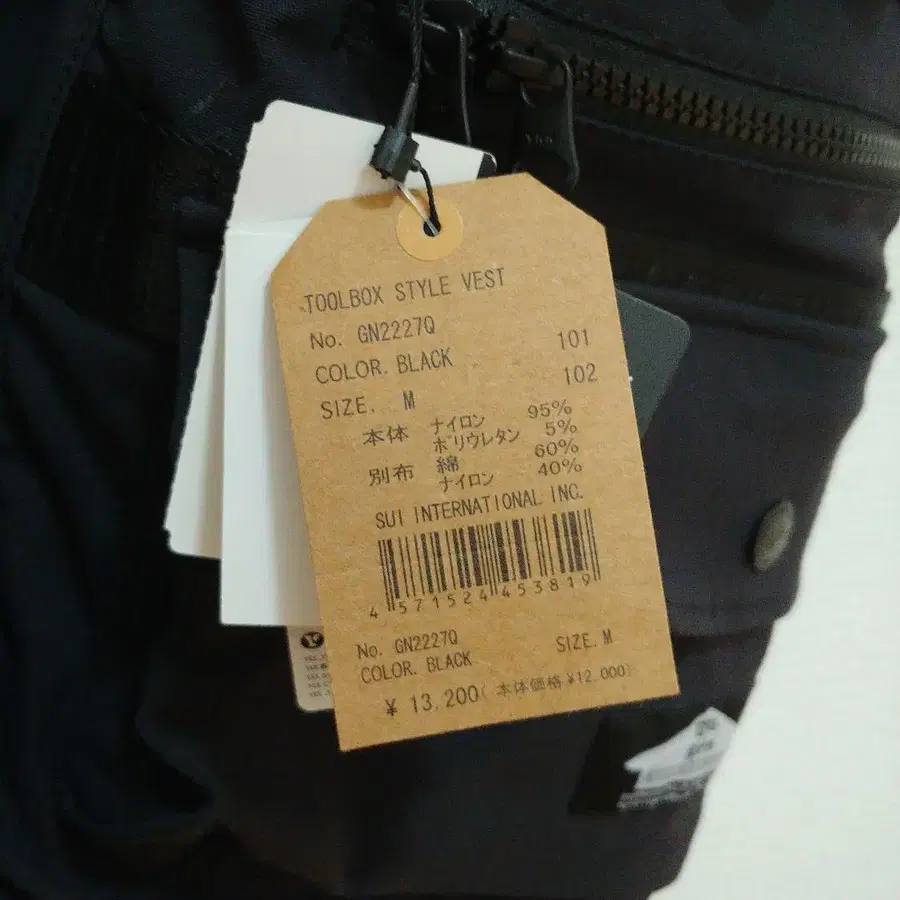 TOOLBOX STYLE VEST
No. GN2227Q
COLOR. BLACK 101
SIZE. M 102
本体 ナイロン 95%
ポリウレタン 5%
別布 綿 60%
ナイロン 40%
SUI INTERNATIONAL INC.
4 571524 453819
No. GN2227Q SIZE. M
COLOR. BLACK
¥ 13,200( 本体価格 ¥12,000)
YKK